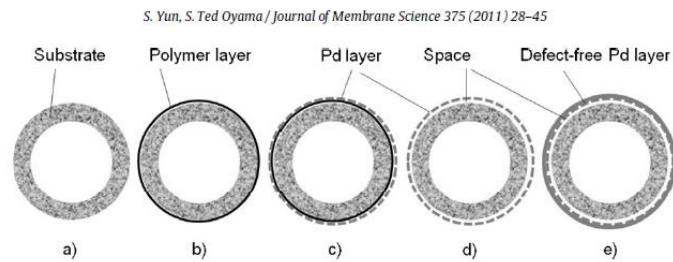 S. Yun, S. Ted Oyama / Journal of Membrane Science 375 (2011) 28–45
Substrate Polymer layer Pd layer Space Defect-free Pd layer
a) b) c) d) e)